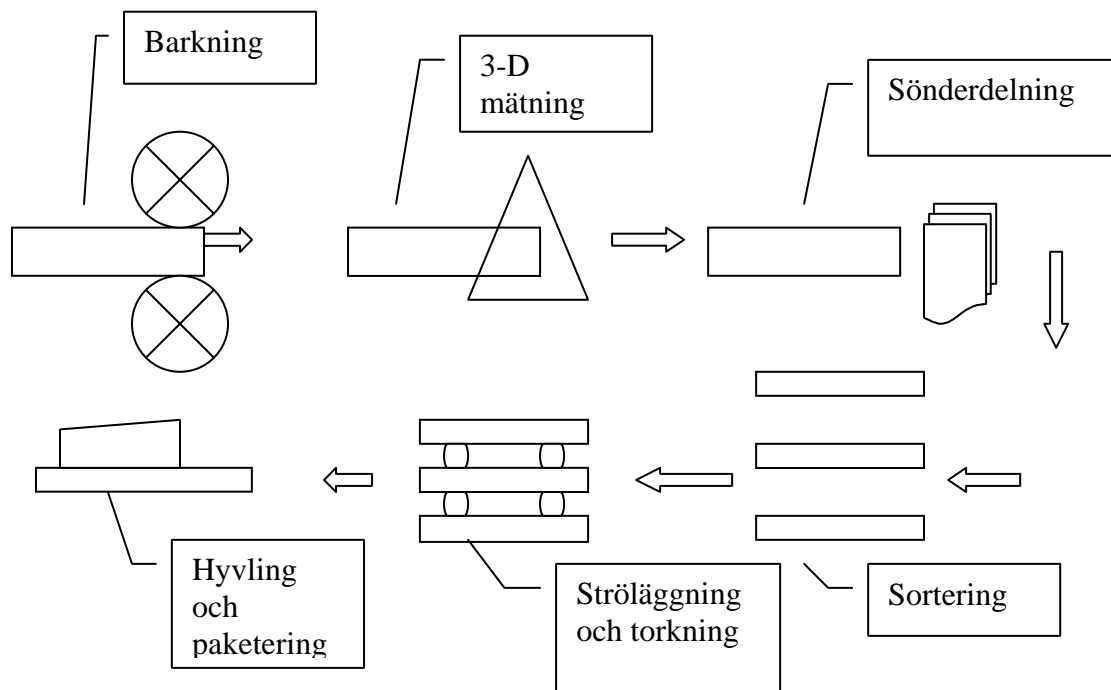 Barkning
3-D
mätning
Sönderdelning
Hyvling
och
paketering
Ströläggning
och torkning
Sortering